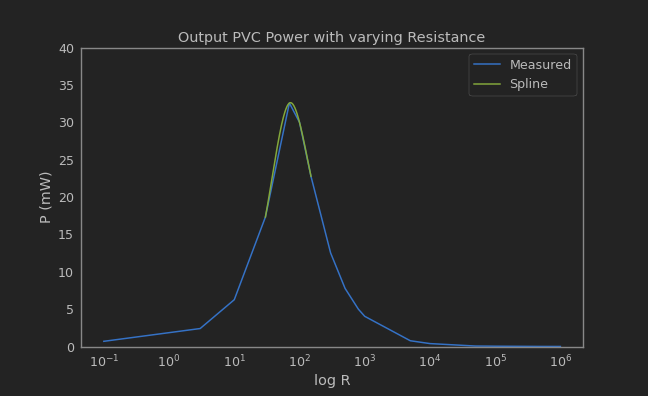 Output PVC Power with varying Resistance
Measured
Spline
P (mW)
40
35
30
25
20
15
10
5
0
10⁻¹ 10⁰ 10¹ 10² 10³ 10⁴ 10⁵ 10⁶
log R